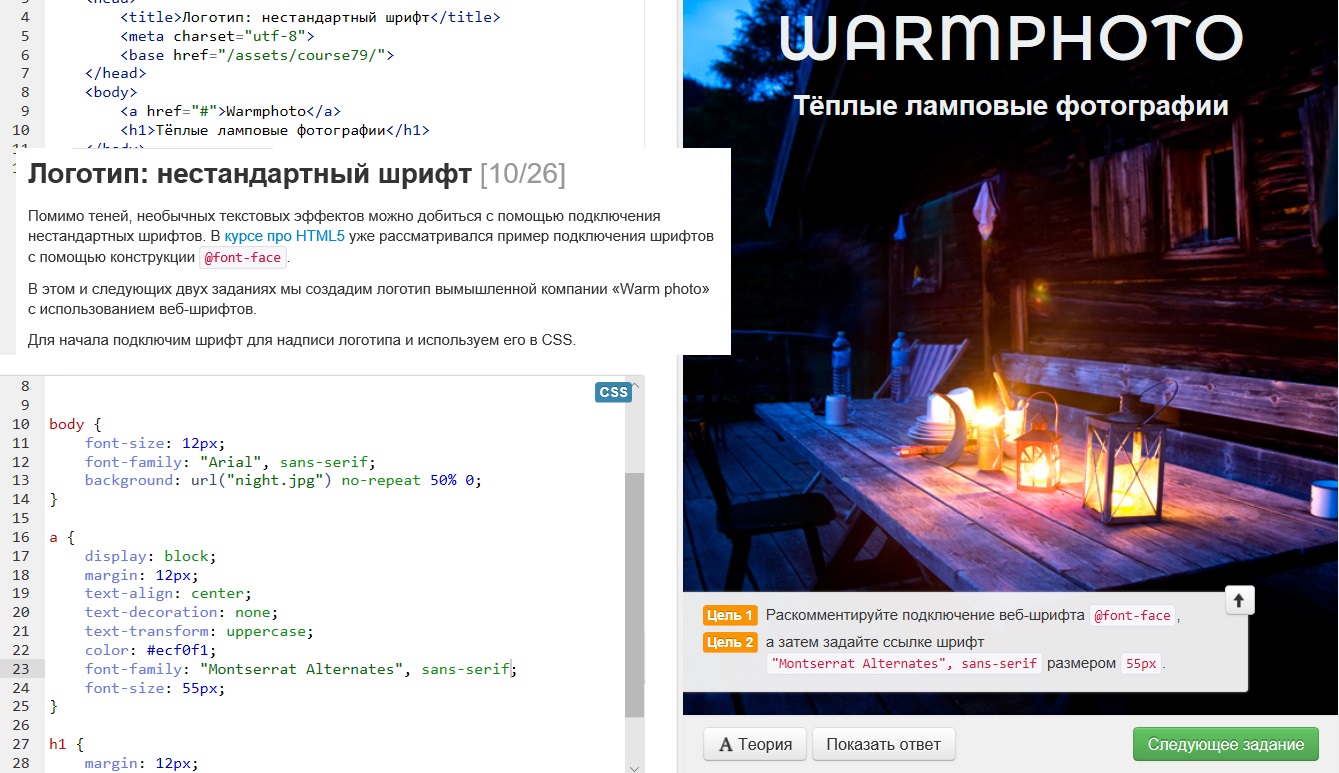 3 <head>
4 <title>Логотип: нестандартный шрифт</title>
5 <meta charset="utf-8">
6 <base href="/assets/course79/">
7 </head>
8 <body>
9 <a href="#">Warmphoto</a>
10 <h1>Тёплые ламповые фотографии</h1>
11 </body>
Логотип: нестандартный шрифт [10/26]
Помимо теней, необычных текстовых эффектов можно добиться с помощью подключения
нестандартных шрифтов. В курсе про HTML5 уже рассматривался пример подключения шрифтов
с помощью конструкции @font-face.
В этом и следующих двух заданиях мы создадим логотип вымышленной компании «Warm photo»
с использованием веб-шрифтов.
Для начала подключим шрифт для надписи логотипа и используем его в CSS.
CSS
8
9
10 body {
11 font-size: 12px;
12 font-family: "Arial", sans-serif;
13 background: url("night.jpg") no-repeat 50% 0;
14 }
15
16 a {
17 display: block;
18 margin: 12px;
19 text-align: center;
20 text-decoration: none;
21 text-transform: uppercase;
22 color: #ecf0f1;
23 font-family: "Montserrat Alternates", sans-serif;
24 font-size: 55px;
25 }
26
27 h1 {
28 margin: 12px;
WARMPHOTO
Тёплые ламповые фотографии
Цель 1 Раскомментируйте подключение веб-шрифта @font-face,
Цель 2 а затем задайте ссылке шрифт
"Montserrat Alternates", sans-serif размером 55px.
A Теория
Показать ответ
Следующее задание